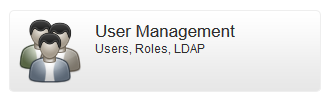 User Management
Users, Roles, LDAP